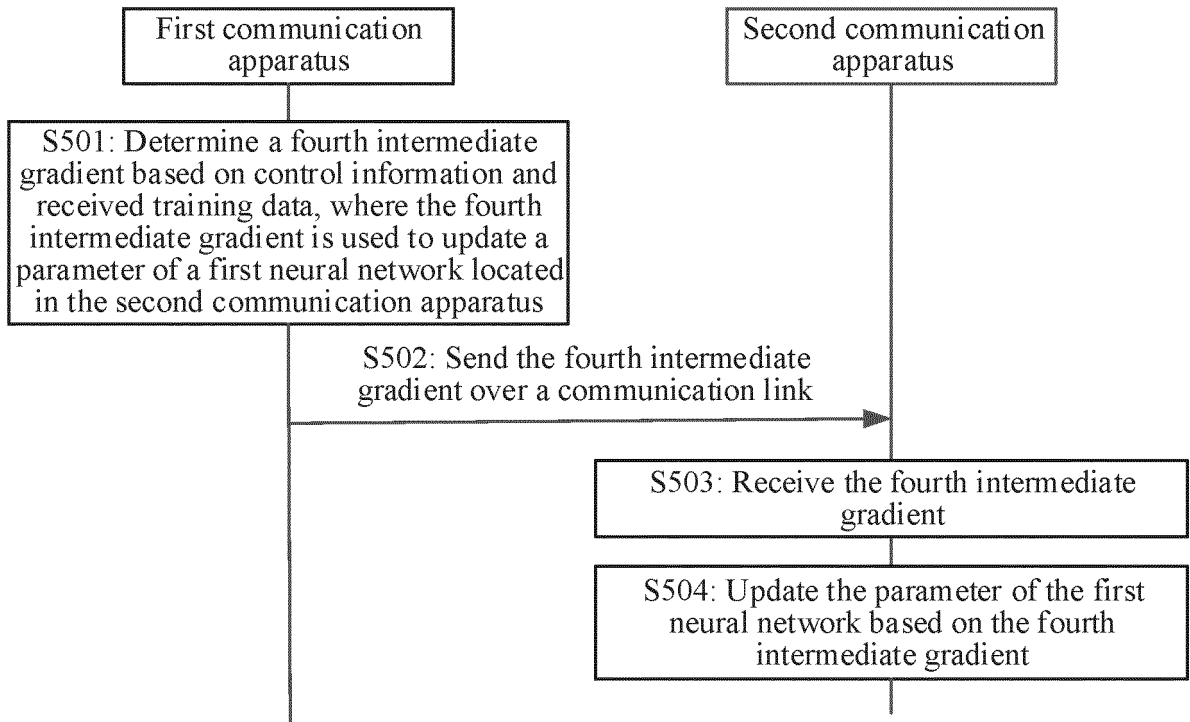 First communication
apparatus
Second communication
apparatus
S501: Determine a fourth intermediate
gradient based on control information and
received training data, where the fourth
intermediate gradient is used to update a
parameter of a first neural network located
in the second communication apparatus
S502: Send the fourth intermediate
gradient over a communication link
S503: Receive the fourth intermediate
gradient
S504: Update the parameter of the first
neural network based on the fourth
intermediate gradient